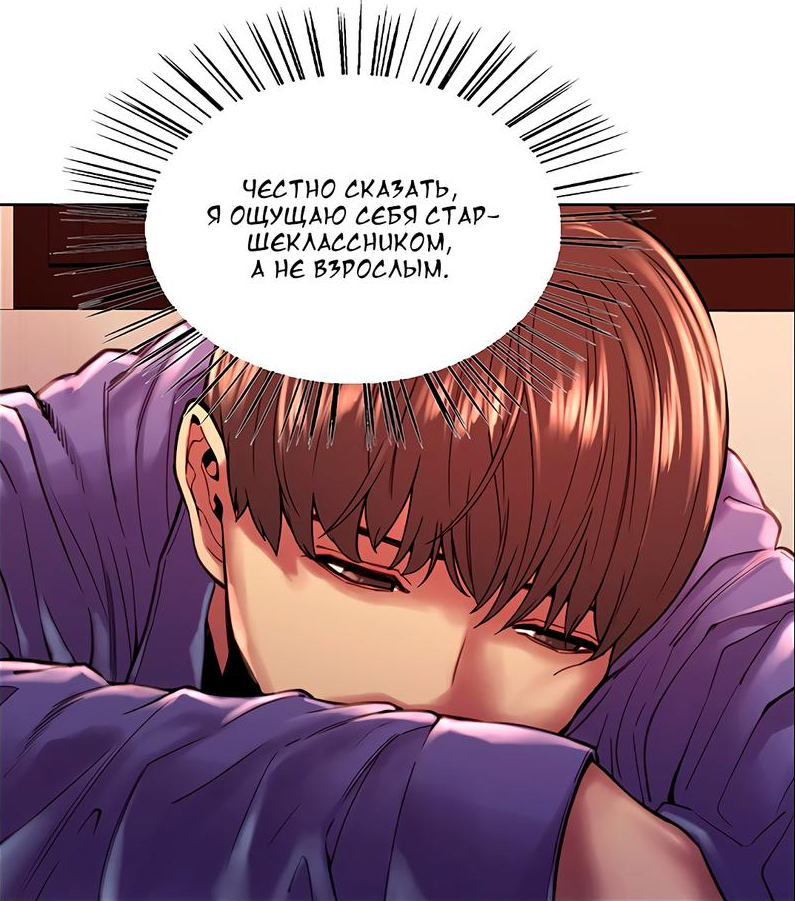 ЧЕСТНО СКАЗАТЬ,
Я ОЩУЩАЮ СЕБЯ СТАР-
ШЕКЛАССНИКОМ,
А НЕ ВЗРОСЛЫМ.